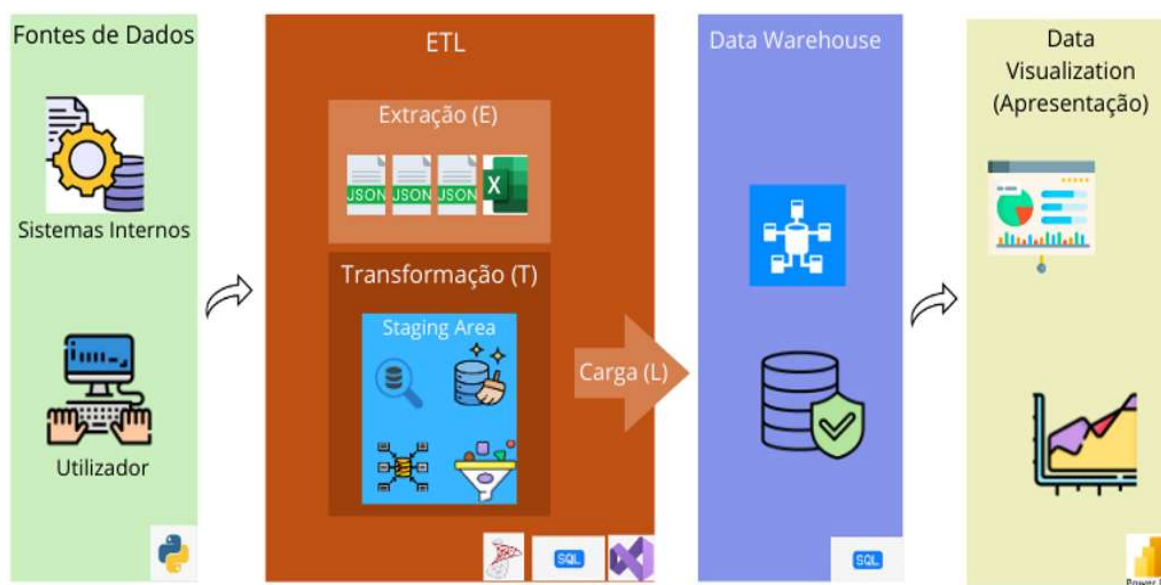 Fontes de Dados
Sistemas Internos
Utilizador
ETL
Extração (E)
JSON JSON JSON X
Transformação (T)
Staging Area
Carga (L)
SQL
Data Warehouse
SQL
Data
Visualization
(Apresentação)